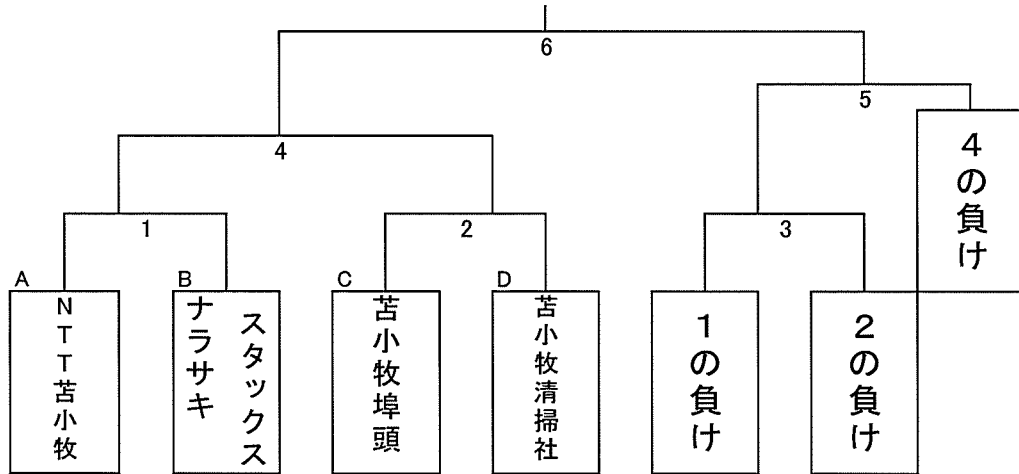 6
5
4
4の負け
1
2
3
A
B
C
D
NTT苫小牧
ナラサキ
スタックス
苫小牧埠頭
苫小牧清掃社
1の負け
2の負け